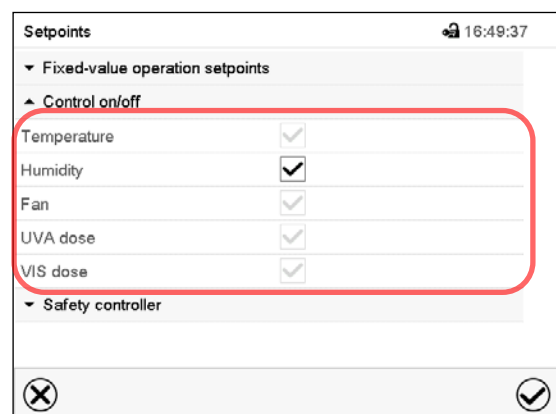 Setpoints 16:49:37
Fixed-value operation setpoints
Control on/off
Temperature
Humidity
Fan
UVA dose
VIS dose
Safety controller